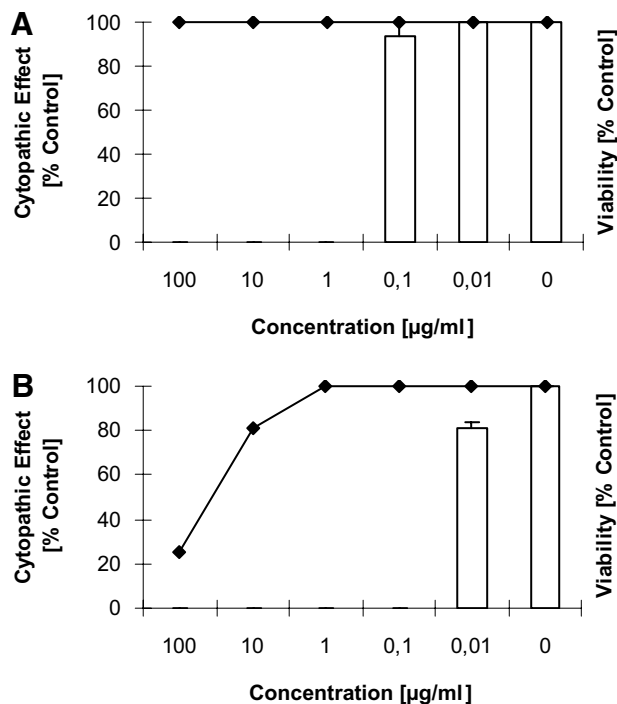 A
Cytopathic Effect
[% Control]
100
80
60
40
20
0
Viability [% Control]
100 10 1 0,1 0,01 0
Concentration [µg/ml]
B
Cytopathic Effect
[% Control]
100
80
60
40
20
0
Viability [% Control]
100 10 1 0,1 0,01 0
Concentration [µg/ml]